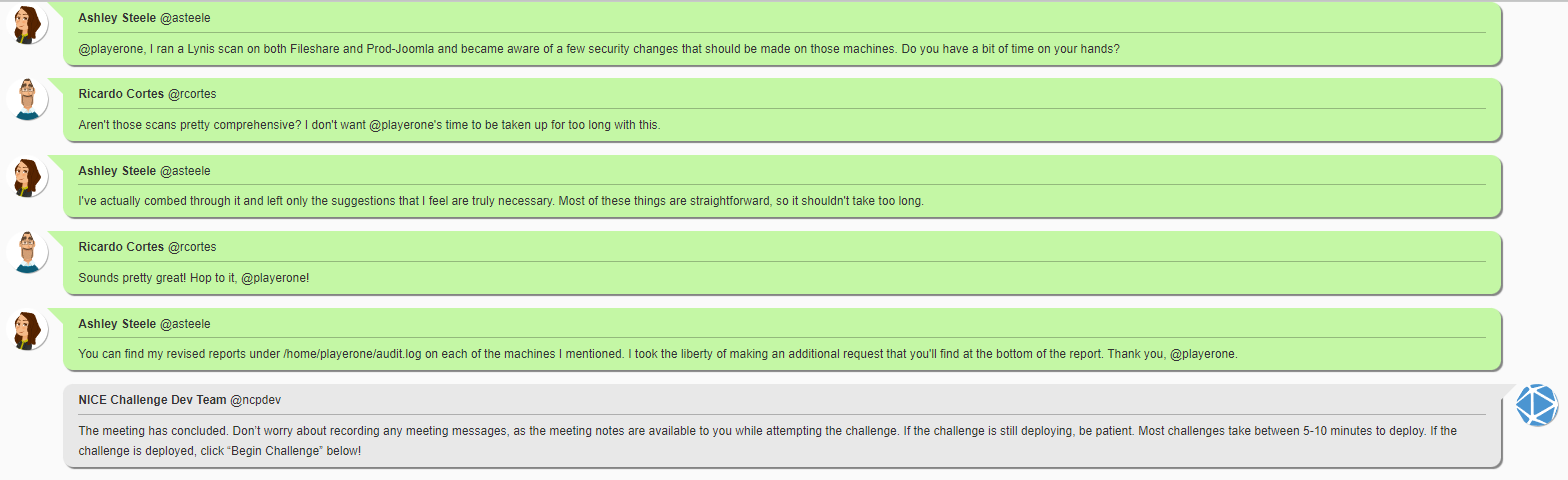 Ashley Steele @asteele
@playerone, I ran a Lynis scan on both Fileshare and Prod-Joomla and became aware of a few security changes that should be made on those machines. Do you have a bit of time on your hands?
Ricardo Cortes @rcortes
Aren't those scans pretty comprehensive? I don't want @playerone's time to be taken up for too long with this.
Ashley Steele @asteele
I've actually combed through it and left only the suggestions that I feel are truly necessary. Most of these things are straightforward, so it shouldn't take too long.
Ricardo Cortes @rcortes
Sounds pretty great! Hop to it, @playerone!
Ashley Steele @asteele
You can find my revised reports under /home/playerone/audit.log on each of the machines I mentioned. I took the liberty of making an additional request that you'll find at the bottom of the report. Thank you, @playerone.
NICE Challenge Dev Team @ncpdev
The meeting has concluded. Don’t worry about recording any meeting messages, as the meeting notes are available to you while attempting the challenge. If the challenge is still deploying, be patient. Most challenges take between 5-10 minutes to deploy. If the
challenge is deployed, click “Begin Challenge” below!